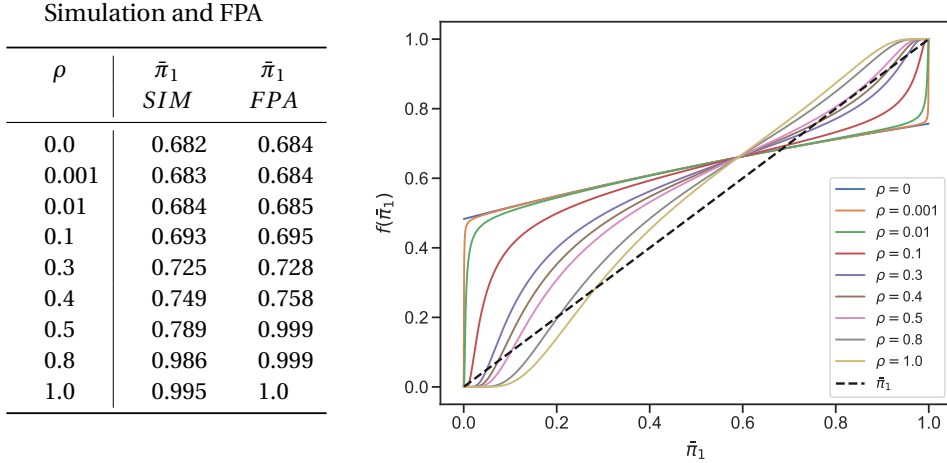 Simulation and FPA
ρ π̄₁ π̄₁
SIM FPA
0.0 0.682 0.684
0.001 0.683 0.684
0.01 0.684 0.685
0.1 0.693 0.695
0.3 0.725 0.728
0.4 0.749 0.758
0.5 0.789 0.999
0.8 0.986 0.999
1.0 0.995 1.0
f(π̄₁)
1.0
0.8
0.6
0.4
0.2
0.0
0.0 0.2 0.4 0.6 0.8 1.0
π̄₁
ρ = 0
ρ = 0.001
ρ = 0.01
ρ = 0.1
ρ = 0.3
ρ = 0.4
ρ = 0.5
ρ = 0.8
ρ = 1.0
π̄₁